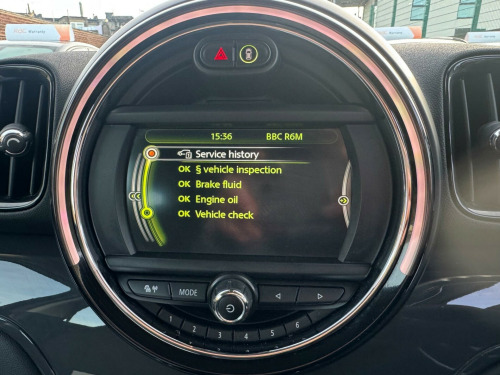 15:36 BBC R6M
Service history
OK § vehicle inspection
OK Brake fluid
OK Engine oil
OK Vehicle check
MODE
1 2 3 4 5 6